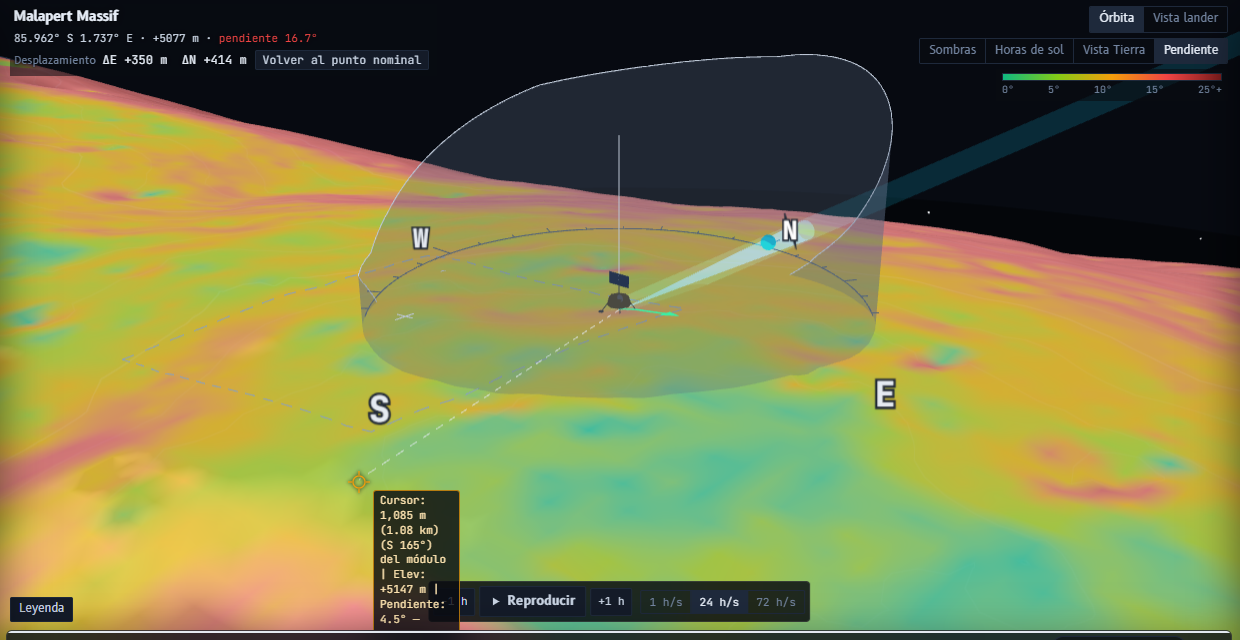 Malapert Massif
85.962° S 1.737° E · +5077 m · pendiente 16.7°
Desplazamiento ΔE +350 m ΔN +414 m Volver al punto nominal
Órbita Vista lander
Sombras Horas de sol Vista Tierra Pendiente
0° 5° 10° 15° 25°+
W
N
S
E
Cursor:
1,085 m
(1.08 km)
(S 165°)
del módulo
| Elev:
+5147 m |
Pendiente:
4.5° —
Leyenda
h ► Reproducir +1 h 1 h/s 24 h/s 72 h/s